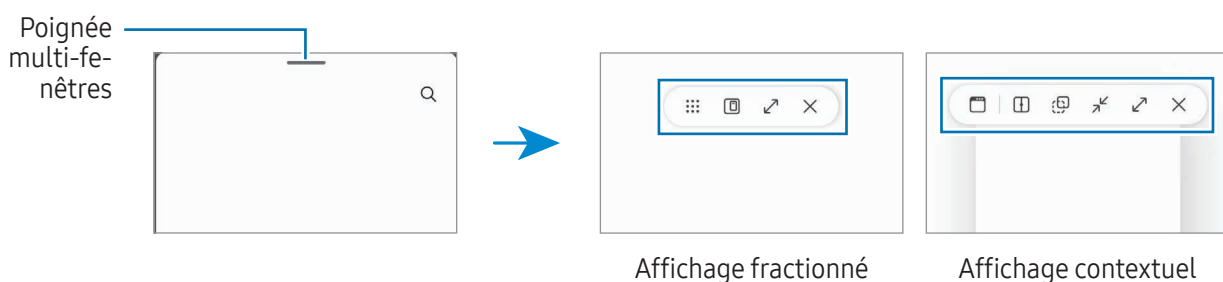 Poignée
multi-fe-
nêtres
Affichage fractionné
Affichage contextuel